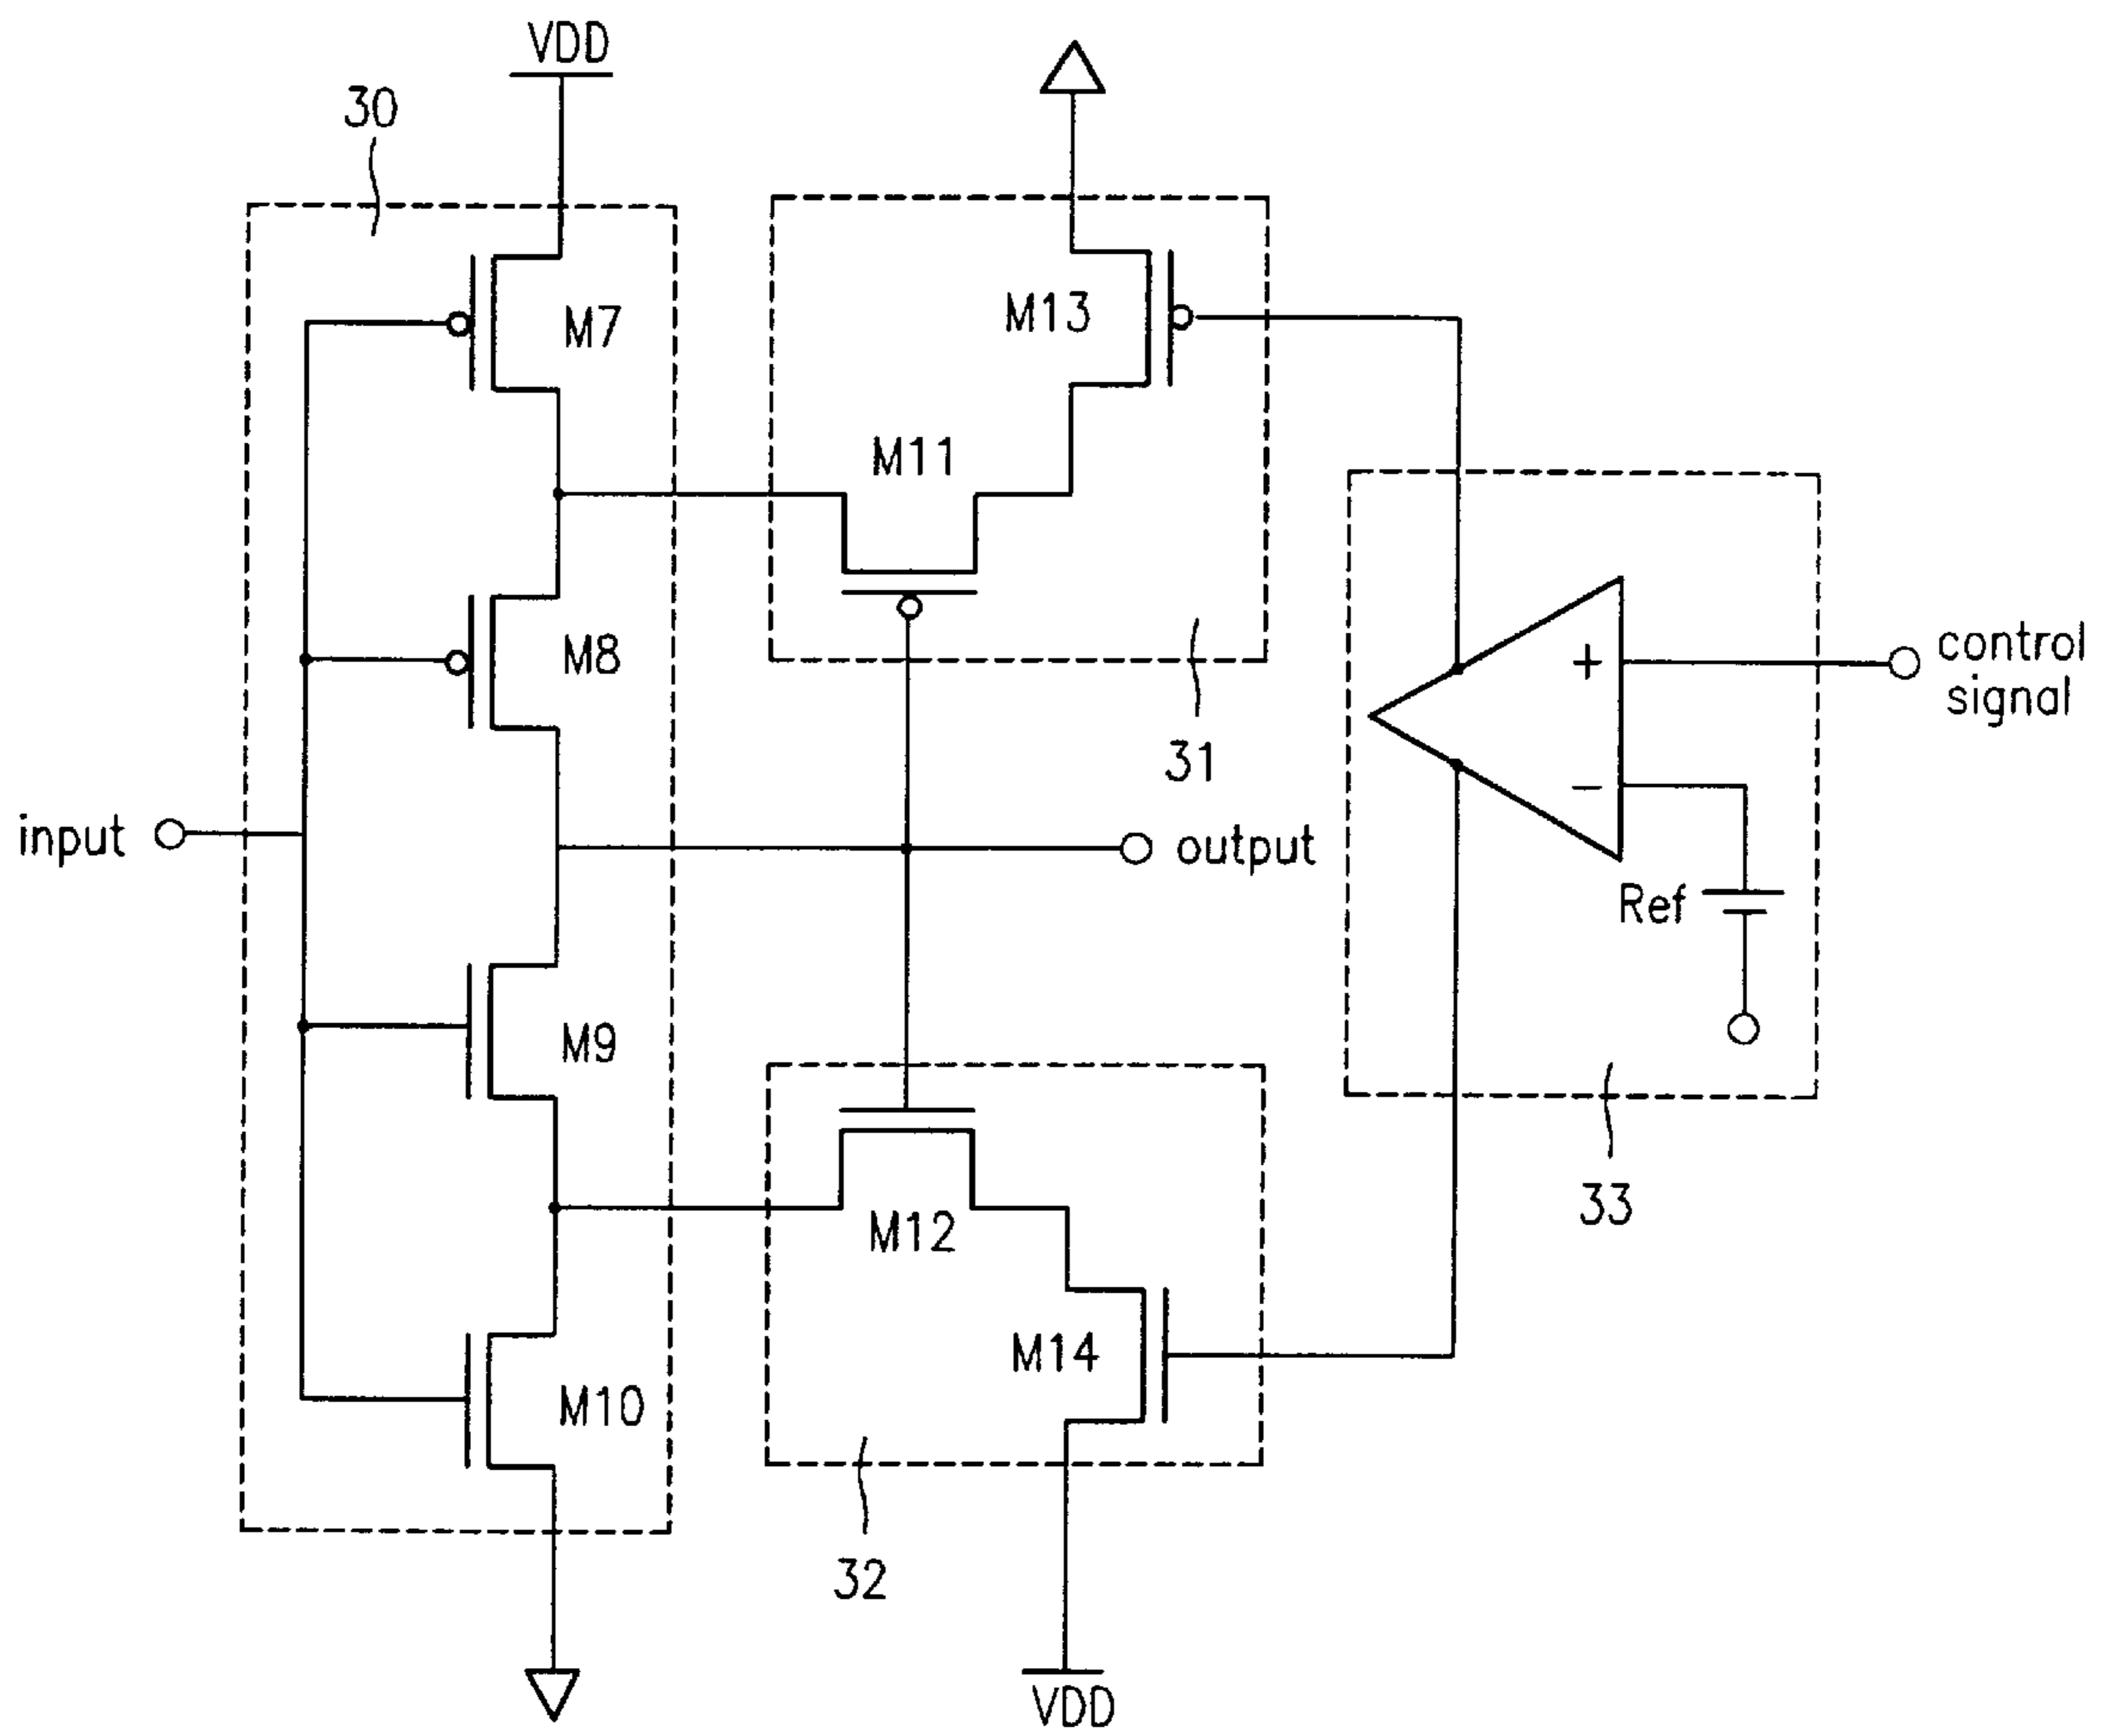 VDD
30
M7
M13
M11
M8
+
control
signal
31
input
output
−
Ref
M9
M12
33
M14
M10
32
VDD